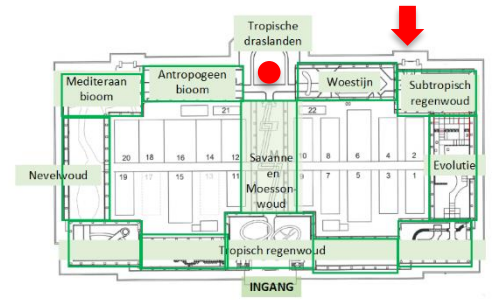 Tropische
draslanden
Mediteraan
bioom
Antropogeen
bioom
Woestijn
Subtropisch
regenwoud
21
22
Nevelwoud
20 18 16 14 12
Savanne
en
Moesson-
woud
10 8 6 4 2
Evolutie
19 17 15 13 11
9 7 5 3 1
Tropisch regenwoud
INGANG